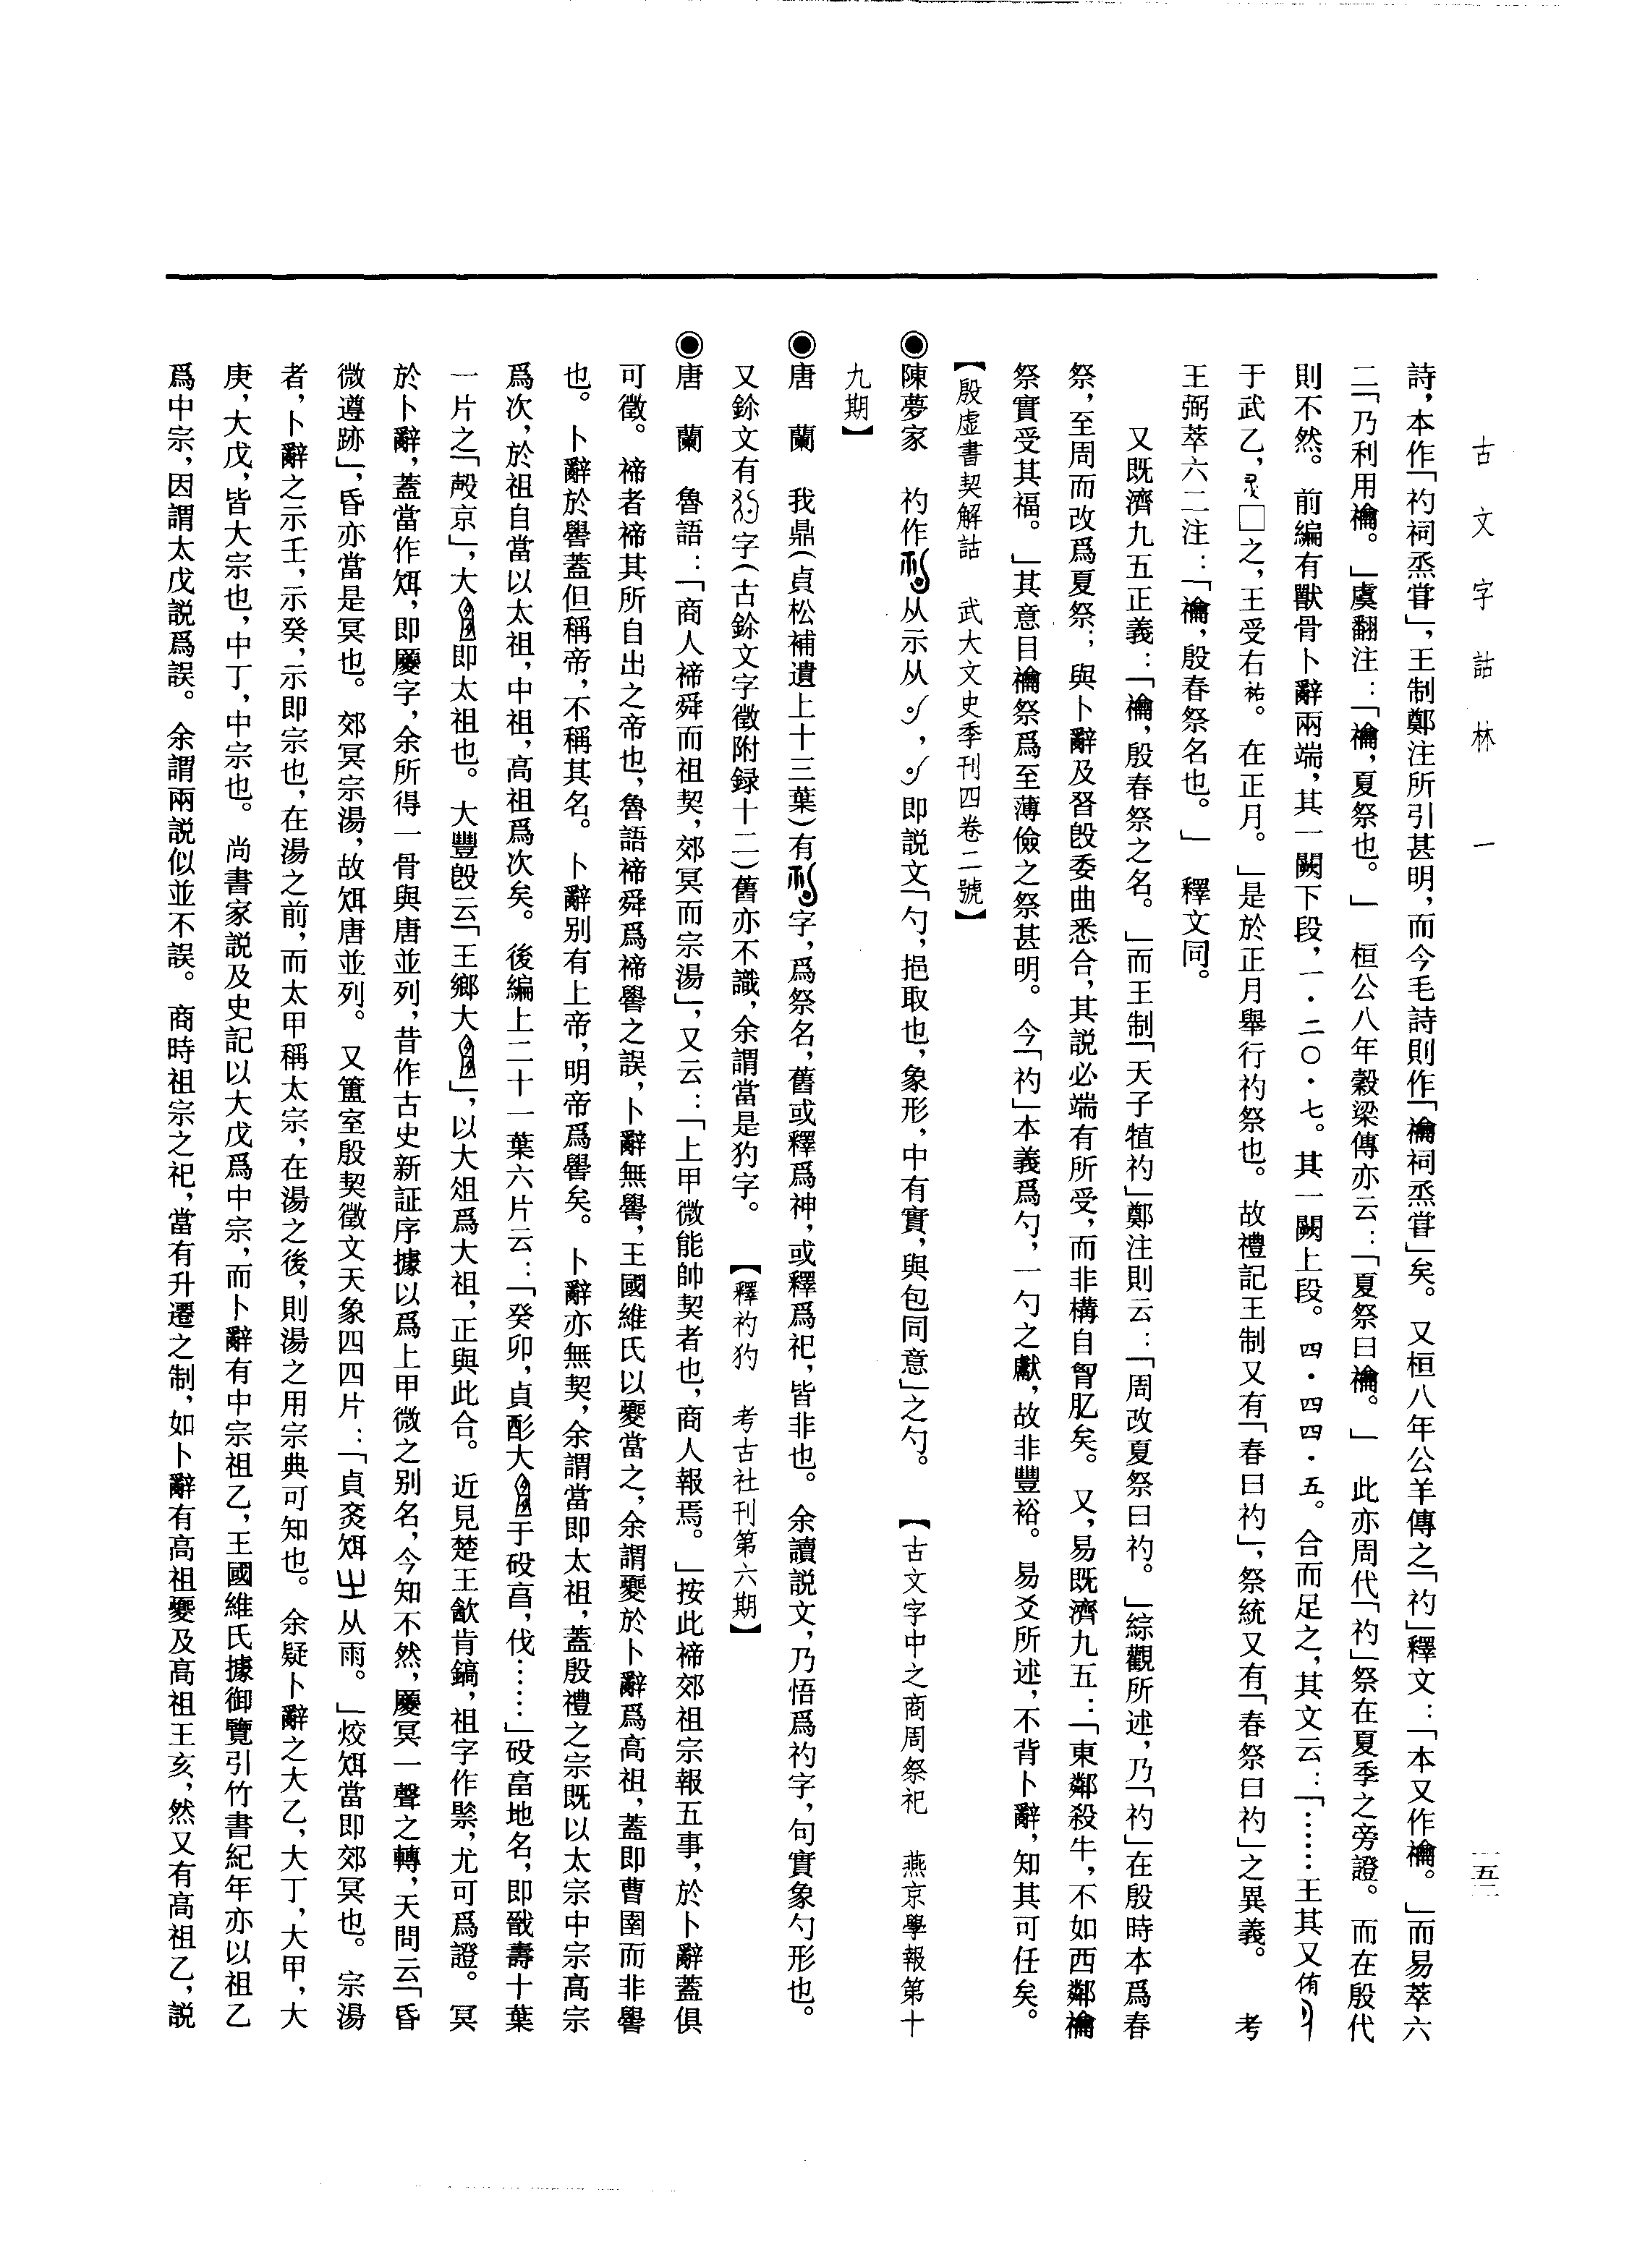 古文字詁林　一
一五二
詩，本作「礿祠烝嘗」，王制鄭注所引甚明，而今毛詩則作「禴祠烝嘗」矣。又桓八年公羊傳之「礿」釋文：「本又作禴。」而易萃六
二「乃利用禴。」虞翻注：「禴，夏祭也。」　桓公八年穀梁傳亦云：「夏祭曰禴。」　此亦周代「礿」祭在夏季之旁證。而在殷代
則不然。前編有獸骨卜辭兩端，其一闕下段，一·二〇·七。其一闕上段。四·四四·五。合而足之，其文云：「……王其又侑
于武乙，□之，王受右祐。在正月。」是於正月舉行礿祭也。故禮記王制又有「春曰礿」，祭統又有「春祭曰礿」之異義。　考
王弼萃六二注：「禴，殷春祭名也。」　釋文同。
又既濟九五正義：「禴，殷春祭之名。」而王制「天子犆礿」鄭注則云：「周改夏祭曰礿。」綜觀所述，乃「礿」在殷時本爲春
祭，至周而改爲夏祭；與卜辭及習𣪘委曲悉合，其説必端有所受，而非構自胷肊矣。又，易既濟九五：「東鄰殺牛，不如西鄰禴
祭實受其福。」其意目禴祭爲至薄儉之祭甚明。今「礿」本義爲勺，一勺之獻，故非豐裕。易爻所述，不背卜辭，知其可任矣。
【殷虛書契解詁　武大文史季刊四卷二號】
◉陳夢家　礿作从示从，即説文「勺，挹取也，象形，中有實，與包同意」之勺。　【古文字中之商周祭祀　燕京學報第十
九期】
◉唐　蘭　我鼎（貞松補遺上十三葉）有字，爲祭名，舊或釋爲神，或釋爲祀，皆非也。余讀説文，乃悟爲礿字，句實象勺形也。
又鉩文有字（古鉩文字徵附録十二）舊亦不識，余謂當是犳字。　【釋礿犳　考古社刊第六期】
◉唐　蘭　魯語：「商人禘舜而祖契，郊冥而宗湯」，又云：「上甲微能帥契者也，商人報焉。」按此禘郊祖宗報五事，於卜辭蓋俱
可徵。禘者禘其所自出之帝也，魯語禘舜爲禘嚳之誤，卜辭無嚳，王國維氏以夒當之，余謂夒於卜辭爲高祖，蓋即曹圉而非嚳
也。卜辭於嚳蓋但稱帝，不稱其名。卜辭别有上帝，明帝爲嚳矣。卜辭亦無契，余謂當即太祖，蓋殷禮之宗既以太宗中宗高宗
爲次，於祖自當以太祖，中祖，高祖爲次矣。後編上二十一葉六片云：「癸卯，貞酌大于，伐……」地名，即戩壽十葉
一片之「京」，大即太祖也。大豐𣪘云「王鄉大」，以大俎爲大祖，正與此合。近見楚王歓肯鎬，祖字作，尤可爲證。冥
於卜辭，蓋當作，即字，余所得一骨與唐並列，昔作古史新証序據以爲上甲微之别名，今知不然，冥一聲之轉，天問云「昏
微遵跡」，昏亦當是冥也。郊冥宗湯，故唐並列。又簠室殷契徵文天象四四片：「貞从雨。」當即郊冥也。宗湯
者，卜辭之示壬，示癸，示即宗也，在湯之前，而太甲稱太宗，在湯之後，則湯之用宗典可知也。余疑卜辭之大乙，大丁，大甲，大
庚，大戊，皆大宗也，中丁，中宗也。尚書家説及史記以大戊爲中宗，而卜辭有中宗祖乙，王國維氏據御覽引竹書紀年亦以祖乙
爲中宗，因謂太戊説爲誤。余謂兩説似並不誤。商時祖宗之祀，當有升遷之制，如卜辭有高祖夒及高祖王亥，然又有高祖乙，説